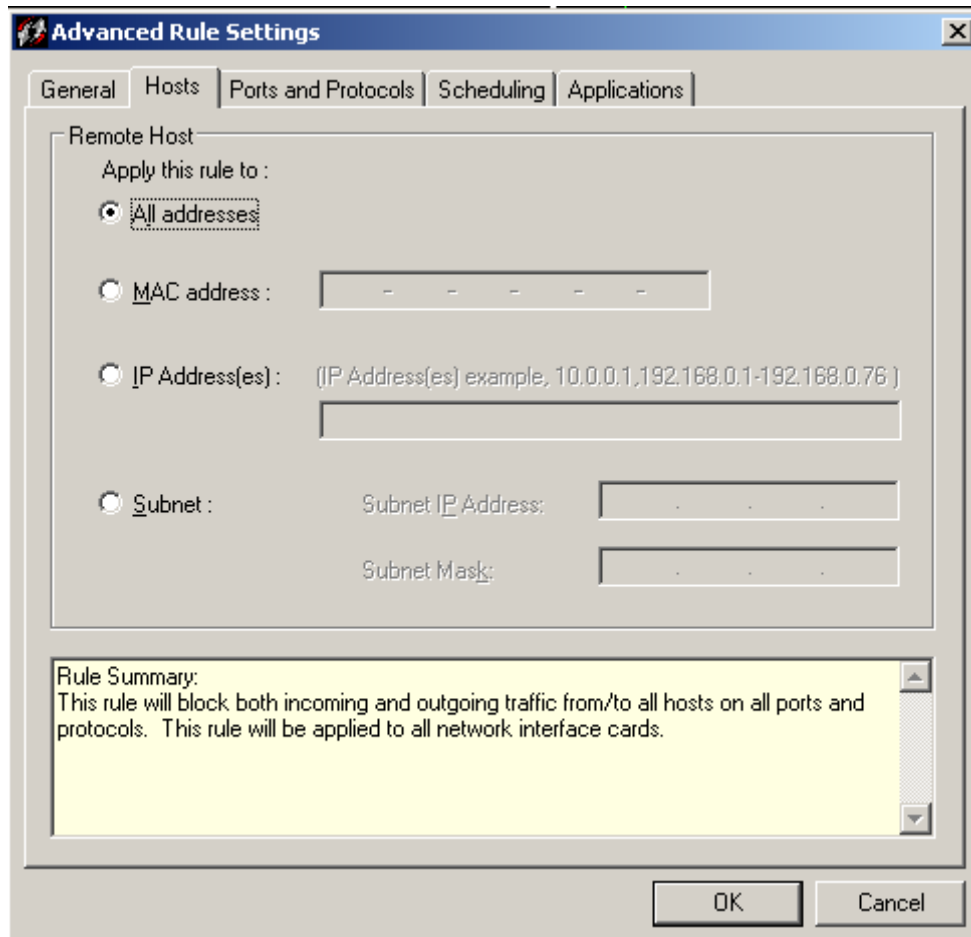 Advanced Rule Settings
General Hosts Ports and Protocols Scheduling Applications
Remote Host
Apply this rule to :
All addresses
MAC address : - - - - -
IP Address(es) : (IP Address(es) example, 10.0.0.1,192.168.0.1-192.168.0.76 )
Subnet : Subnet IP Address: . . .
Subnet Mask: . . .
Rule Summary:
This rule will block both incoming and outgoing traffic from/to all hosts on all ports and
protocols. This rule will be applied to all network interface cards.
OK Cancel